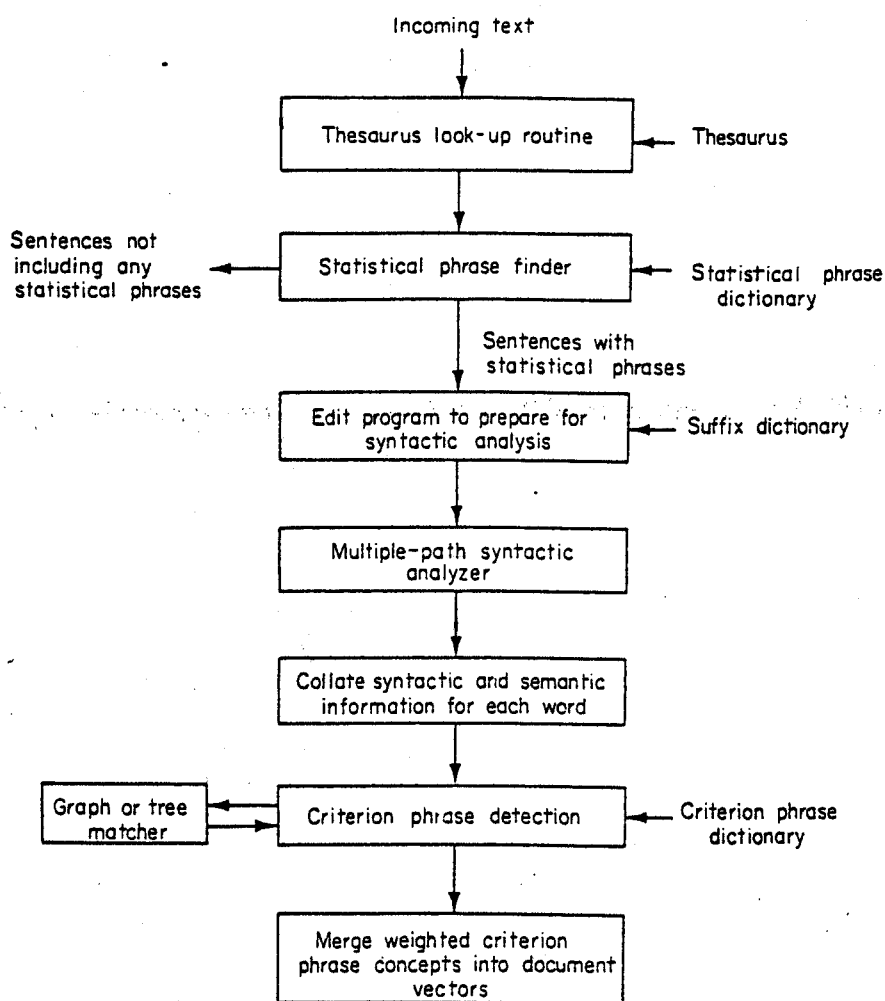 Incoming text
Thesaurus look-up routine
Thesaurus
Sentences not
including any
statistical phrases
Statistical phrase finder
Statistical phrase
dictionary
Sentences with
statistical phrases
Edit program to prepare for
syntactic analysis
Suffix dictionary
Multiple-path syntactic
analyzer
Collate syntactic and semantic
information for each word
Graph or tree
matcher
Criterion phrase detection
Criterion phrase
dictionary
Merge weighted criterion
phrase concepts into document
vectors